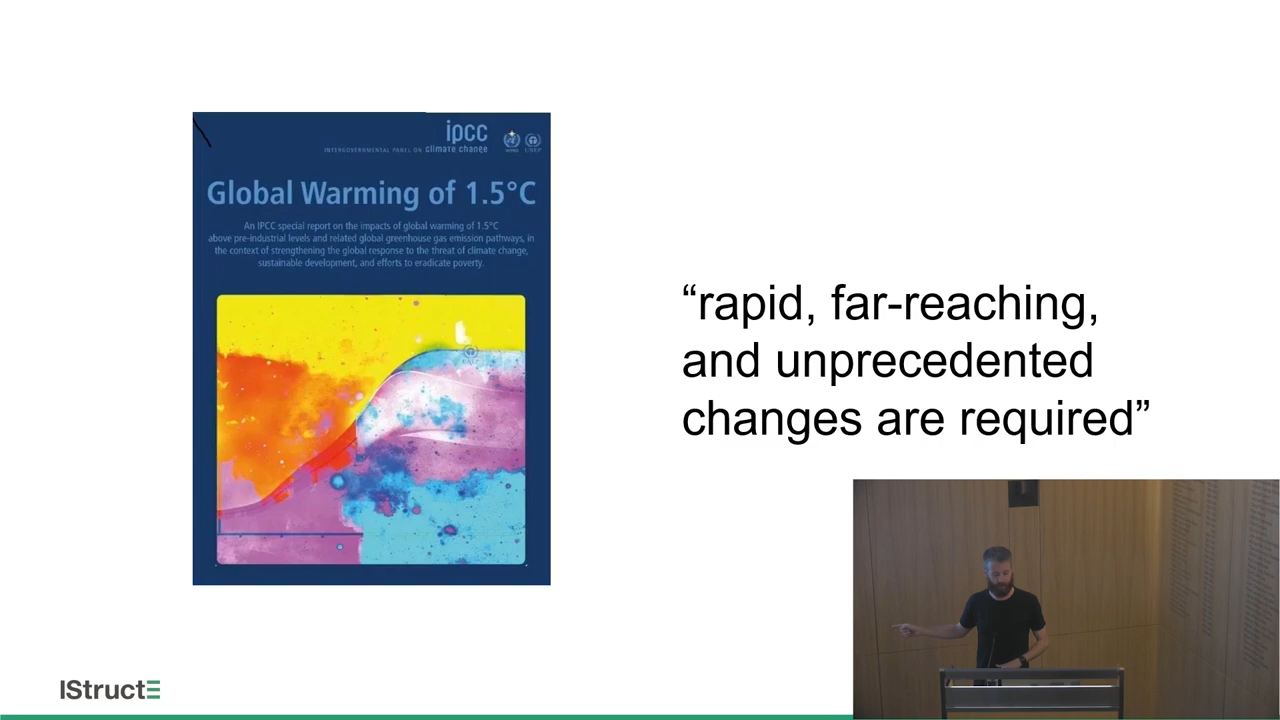 ipcc
INTERGOVERNMENTAL PANEL ON climate change
UNEP
Global Warming of 1.5°C
An IPCC special report on the impacts of global warming of 1.5°C
above pre-industrial levels and related global greenhouse gas emission pathways, in
the context of strengthening the global response to the threat of climate change,
sustainable development, and efforts to eradicate poverty.
“rapid, far-reaching,
and unprecedented
changes are required”
IStructE